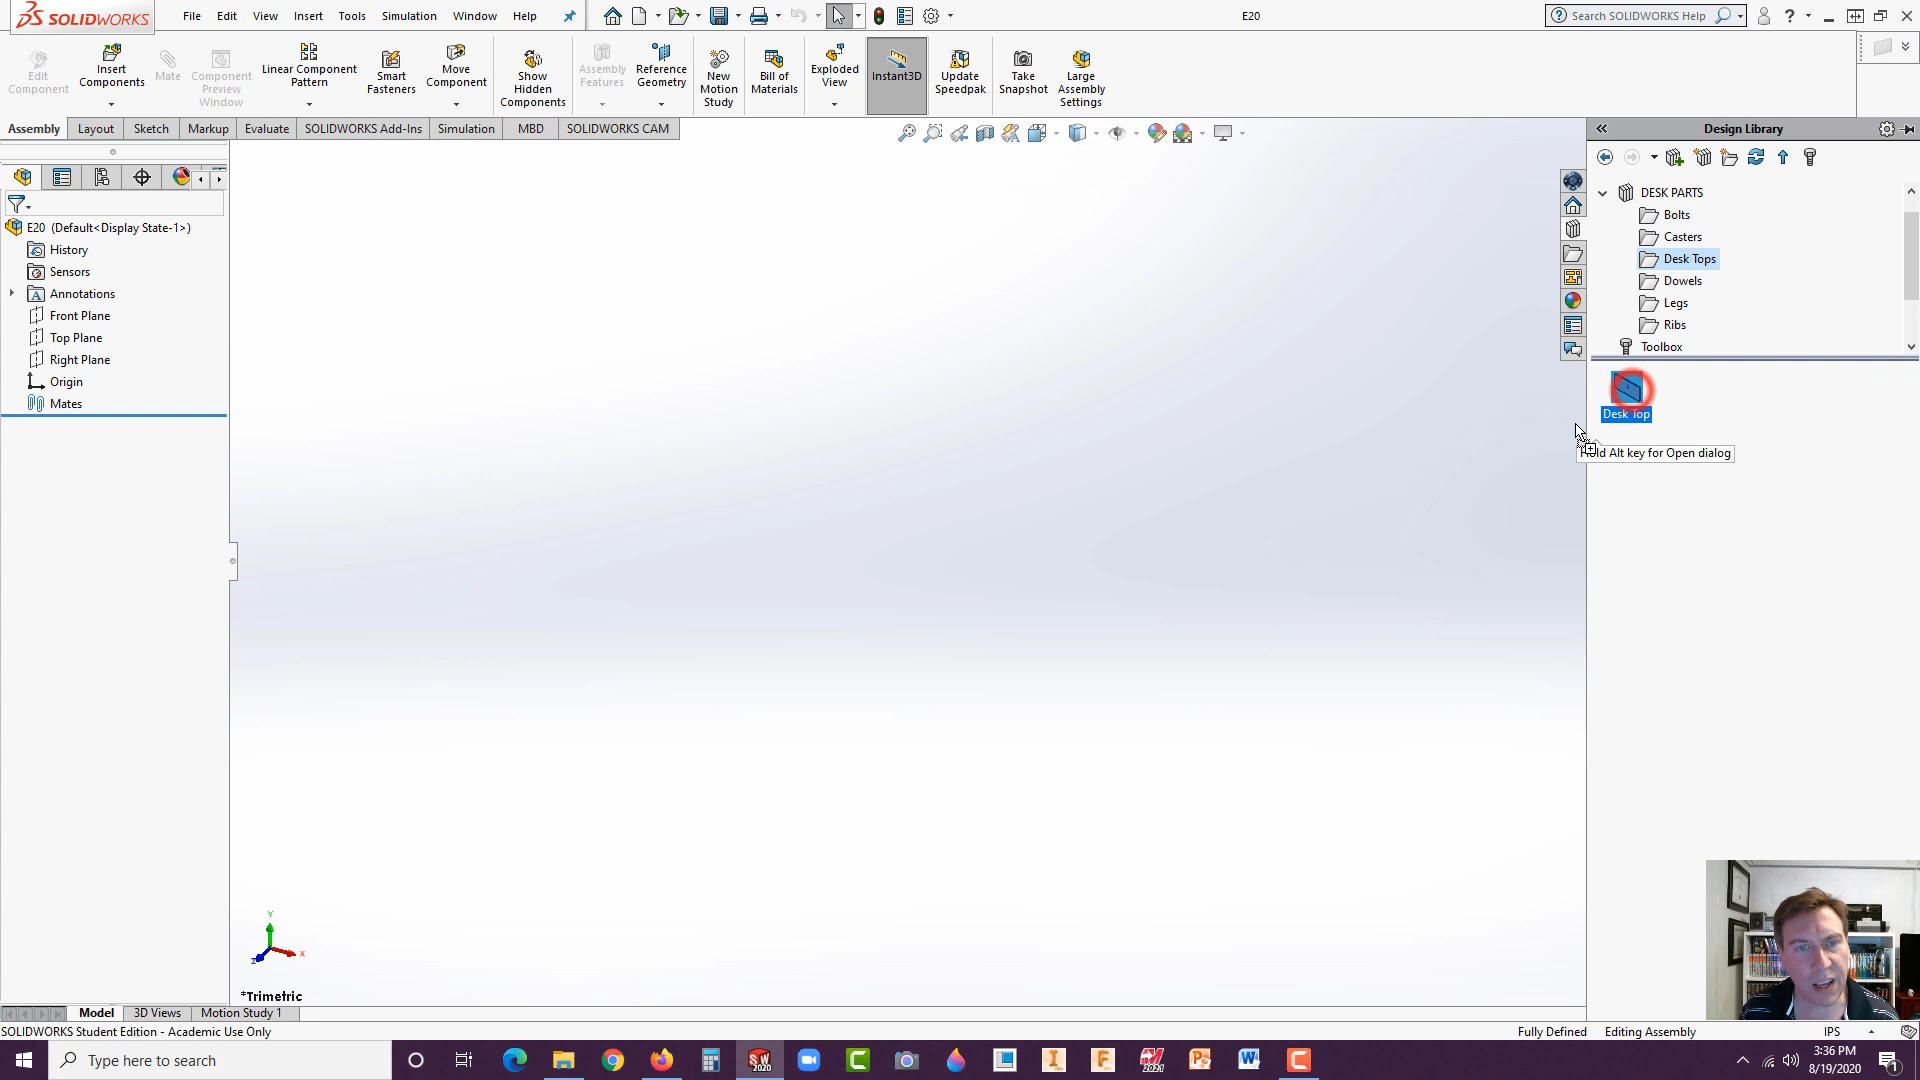 SOLIDWORKS
File Edit View Insert Tools Simulation Window Help
E20
Search SOLIDWORKS Help
Edit Component
Insert Components
Mate
Component Preview Window
Linear Component Pattern
Smart Fasteners
Move Component
Show Hidden Components
Assembly Features
Reference Geometry
New Motion Study
Bill of Materials
Exploded View
Instant3D
Update Speedpak
Take Snapshot
Large Assembly Settings
Assembly Layout Sketch Markup Evaluate SOLIDWORKS Add-Ins Simulation MBD SOLIDWORKS CAM
Design Library
E20 (Default<Display State-1>)
History
Sensors
Annotations
Front Plane
Top Plane
Right Plane
Origin
Mates
DESK PARTS
Bolts
Casters
Desk Tops
Dowels
Legs
Ribs
Toolbox
Desk Top
Hold Alt key for Open dialog
Y
X
Z
*Trimetric
Model 3D Views Motion Study 1
SOLIDWORKS Student Edition - Academic Use Only
Fully Defined Editing Assembly IPS
Type here to search
3:36 PM
8/19/2020